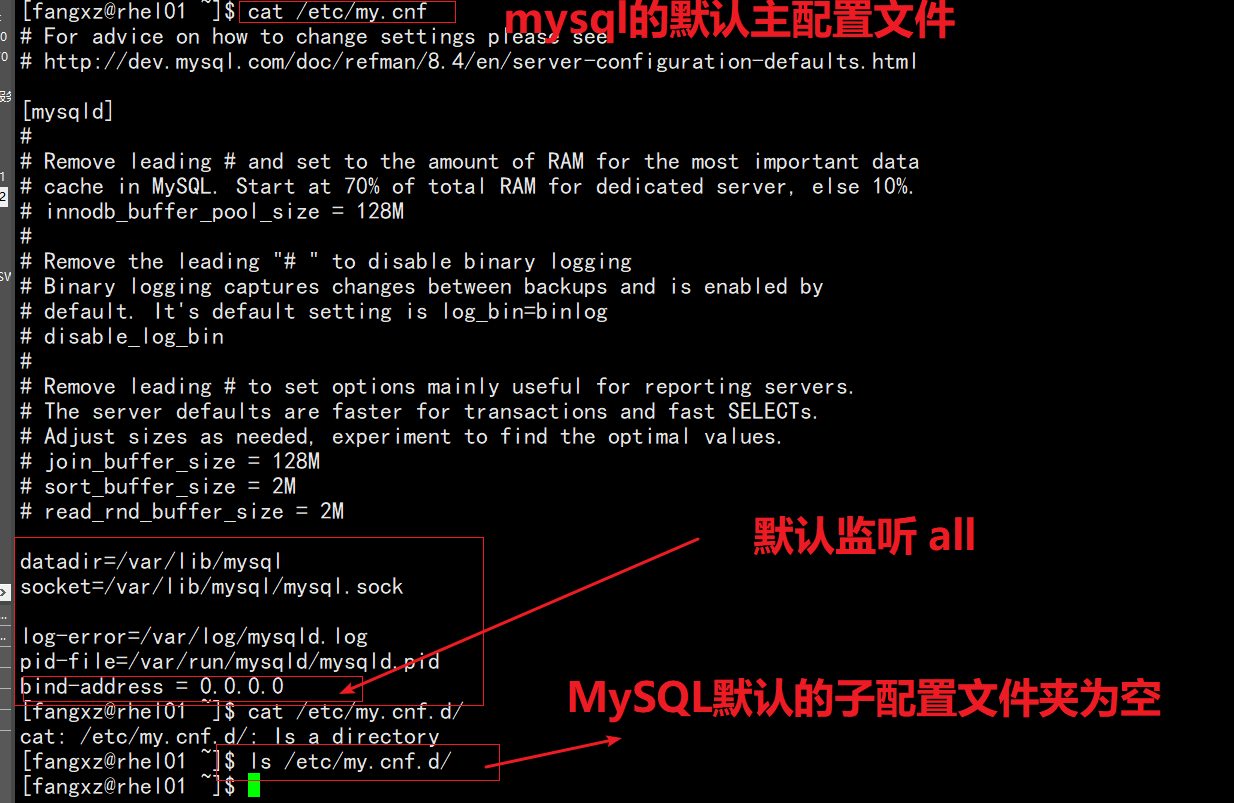 [fangxz@rhel01 ~]$ cat /etc/my.cnf
mysql的默认主配置文件
# For advice on how to change settings please see
# http://dev.mysql.com/doc/refman/8.4/en/server-configuration-defaults.html
[mysqld]
#
# Remove leading # and set to the amount of RAM for the most important data
# cache in MySQL. Start at 70% of total RAM for dedicated server, else 10%.
# innodb_buffer_pool_size = 128M
#
# Remove the leading "# " to disable binary logging
# Binary logging captures changes between backups and is enabled by
# default. It's default setting is log_bin=binlog
# disable_log_bin
#
# Remove leading # to set options mainly useful for reporting servers.
# The server defaults are faster for transactions and fast SELECTs.
# Adjust sizes as needed, experiment to find the optimal values.
# join_buffer_size = 128M
# sort_buffer_size = 2M
# read_rnd_buffer_size = 2M
默认监听 all
datadir=/var/lib/mysql
socket=/var/lib/mysql/mysql.sock
log-error=/var/log/mysqld.log
pid-file=/var/run/mysqld/mysqld.pid
bind-address = 0.0.0.0
MySQL默认的子配置文件夹为空
[fangxz@rhel01 ~]$ cat /etc/my.cnf.d/
cat: /etc/my.cnf.d/: Is a directory
[fangxz@rhel01 ~]$ ls /etc/my.cnf.d/
[fangxz@rhel01 ~]$